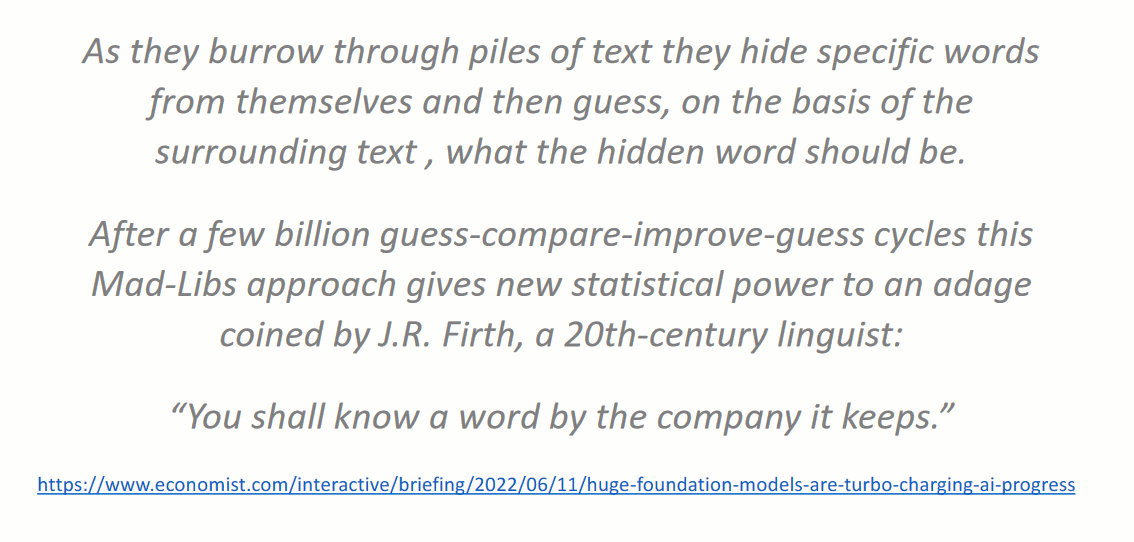 As they burrow through piles of text they hide specific words
from themselves and then guess, on the basis of the
surrounding text , what the hidden word should be.
After a few billion guess-compare-improve-guess cycles this
Mad-Libs approach gives new statistical power to an adage
coined by J.R. Firth, a 20th-century linguist:
“You shall know a word by the company it keeps.”
https://www.economist.com/interactive/briefing/2022/06/11/huge-foundation-models-are-turbo-charging-ai-progress